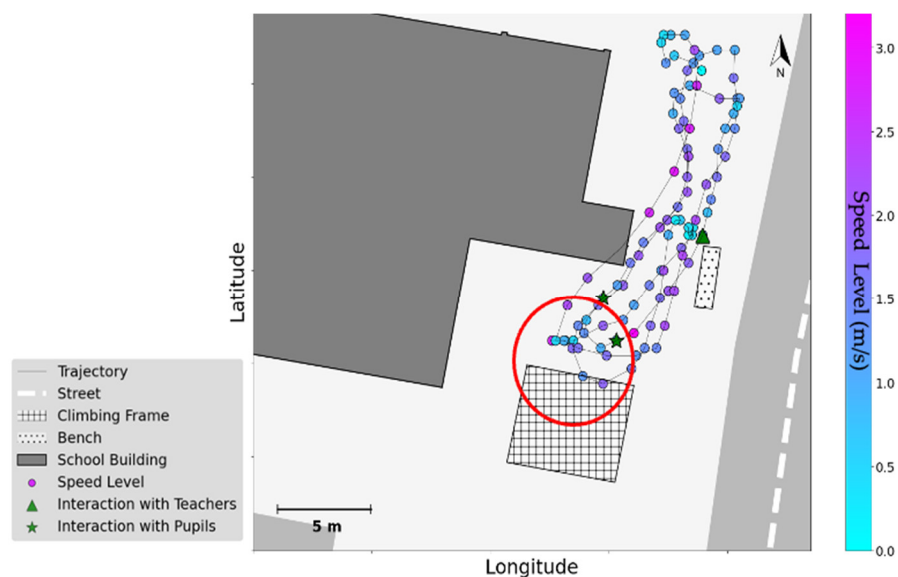 N
3.0
2.5
2.0
1.5
1.0
0.5
0.0
Speed Level (m/s)
Latitude
Trajectory
Street
Climbing Frame
Bench
School Building
Speed Level
Interaction with Teachers
Interaction with Pupils
5 m
Longitude